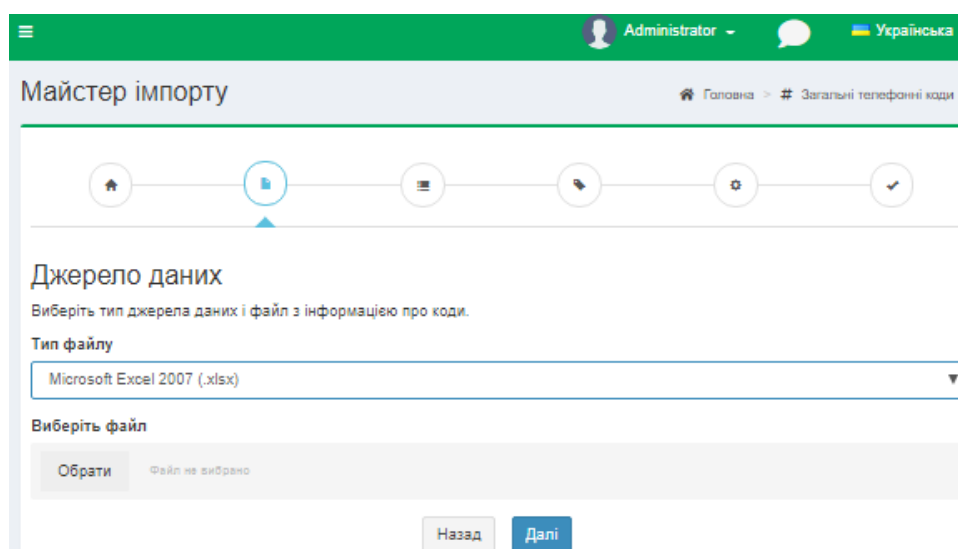 Administrator
Українська
Майстер імпорту
Головна > # Загальні телефонні коди
Джерело даних
Виберіть тип джерела даних і файл з інформацією про коди.
Тип файлу
Microsoft Excel 2007 (.xlsx)
Виберіть файл
Обрати Файл не вибрано
Назад Далі